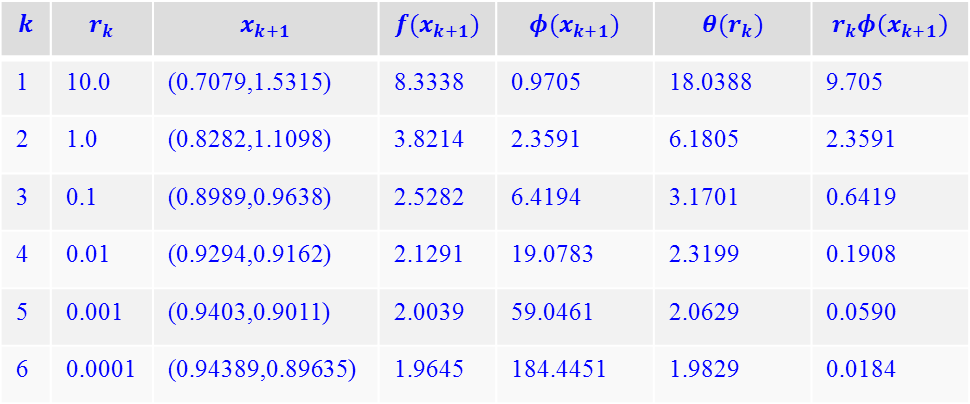 k r_k x_{k+1} f(x_{k+1}) ϕ(x_{k+1}) θ(r_k) r_kϕ(x_{k+1})
1 10.0 (0.7079,1.5315) 8.3338 0.9705 18.0388 9.705
2 1.0 (0.8282,1.1098) 3.8214 2.3591 6.1805 2.3591
3 0.1 (0.8989,0.9638) 2.5282 6.4194 3.1701 0.6419
4 0.01 (0.9294,0.9162) 2.1291 19.0783 2.3199 0.1908
5 0.001 (0.9403,0.9011) 2.0039 59.0461 2.0629 0.0590
6 0.0001 (0.94389,0.89635) 1.9645 184.4451 1.9829 0.0184